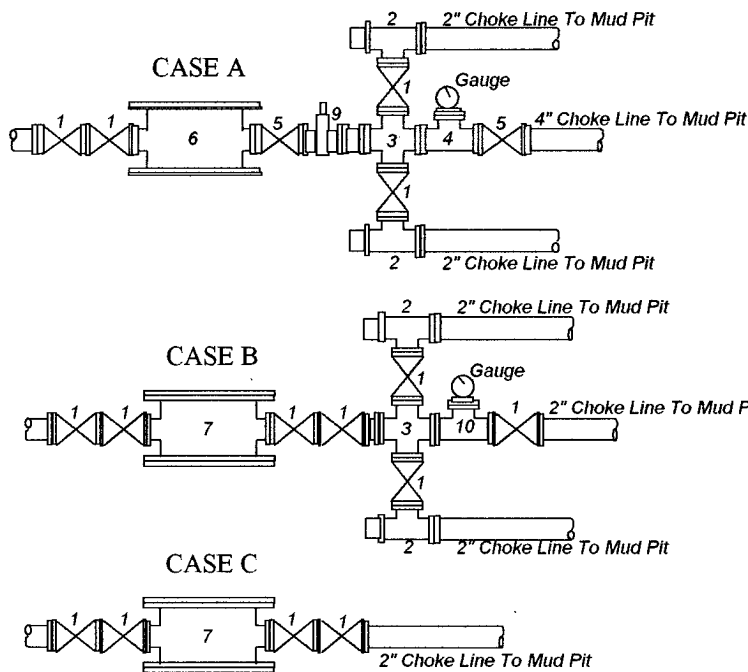 2
2" Choke Line To Mud Pit
CASE A
Gauge
1
1 1 6 5 9 3 4 5 4" Choke Line To Mud Pit
1
2
2" Choke Line To Mud Pit
2
2" Choke Line To Mud Pit
CASE B
Gauge
1
1 1 7 1 1 3 10 1 2" Choke Line To Mud P
1
2
2" Choke Line To Mud Pit
CASE C
1 1 7 1 1
2" Choke Line To Mud Pit